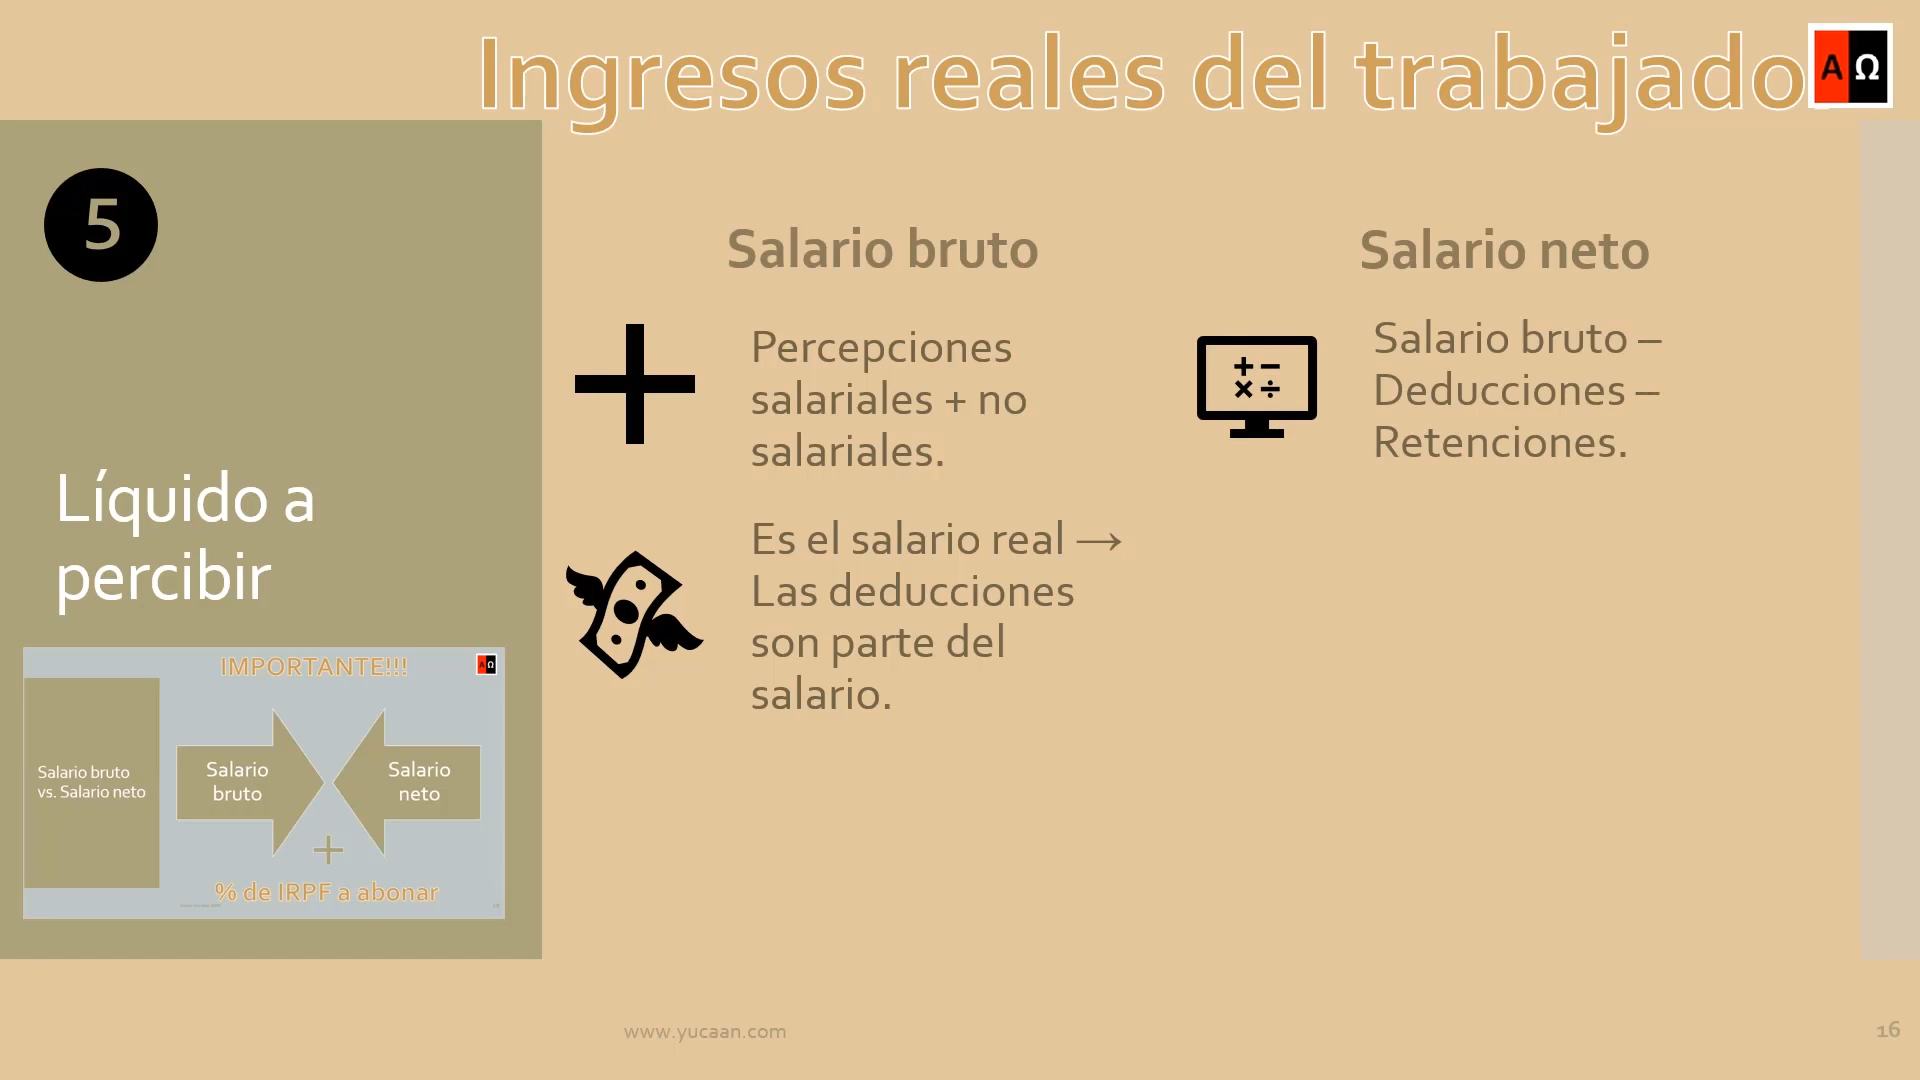 Ingresos reales del trabajado
A Ω
5
Líquido a
percibir
Salario bruto
Percepciones
salariales + no
salariales.
Es el salario real →
Las deducciones
son parte del
salario.
Salario neto
Salario bruto –
Deducciones –
Retenciones.
IMPORTANTE!!!
A Ω
Salario bruto
vs. Salario neto
Salario
bruto
Salario
neto
% de IRPF a abonar
www.yucaan.com
16